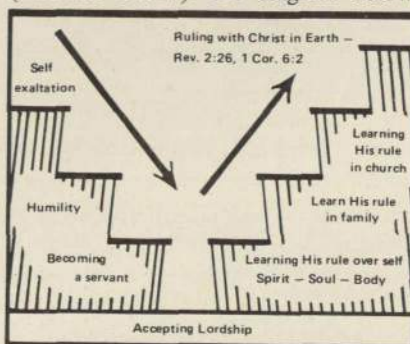 Self
exaltation
Humility
Becoming
a servant
Ruling with Christ in Earth —
Rev. 2:26, 1 Cor. 6:2
Learning
His rule
in church
Learn His rule
in family
Learning His rule over self
Spirit — Soul — Body
Accepting Lordship